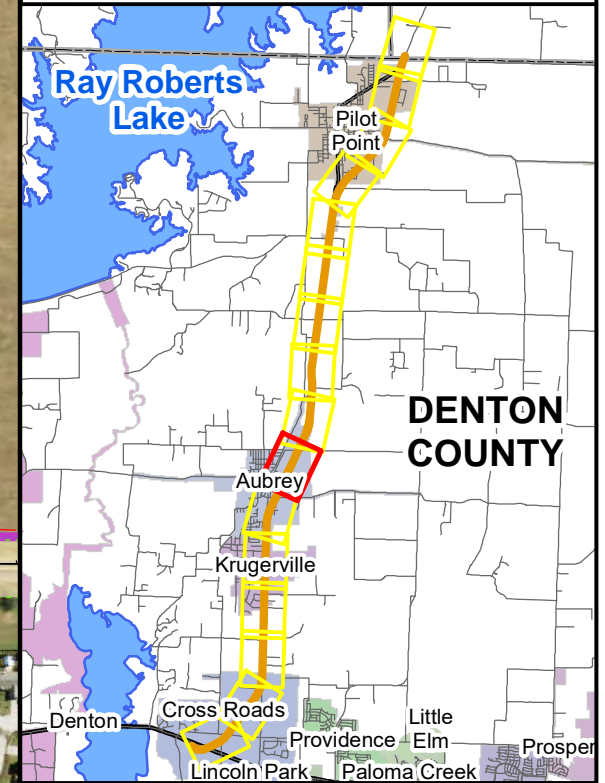 Ray Roberts
Lake
Pilot
Point
DENTON
COUNTY
Aubrey
Krugerville
Cross Roads
Denton
Little
Elm
Providence
Prosper
Lincoln Park
Paloma Creek